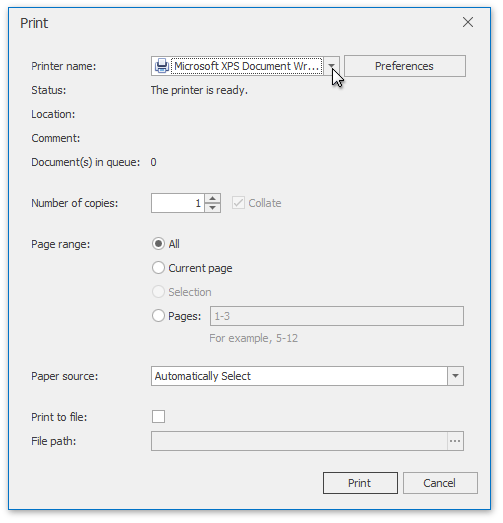 Print
Printer name: Microsoft XPS Document Wr... Preferences
Status: The printer is ready.
Location:
Comment:
Document(s) in queue: 0
Number of copies: 1 Collate
Page range: All
Current page
Selection
Pages: 1-3
For example, 5-12
Paper source: Automatically Select
Print to file:
File path: ...
Print Cancel